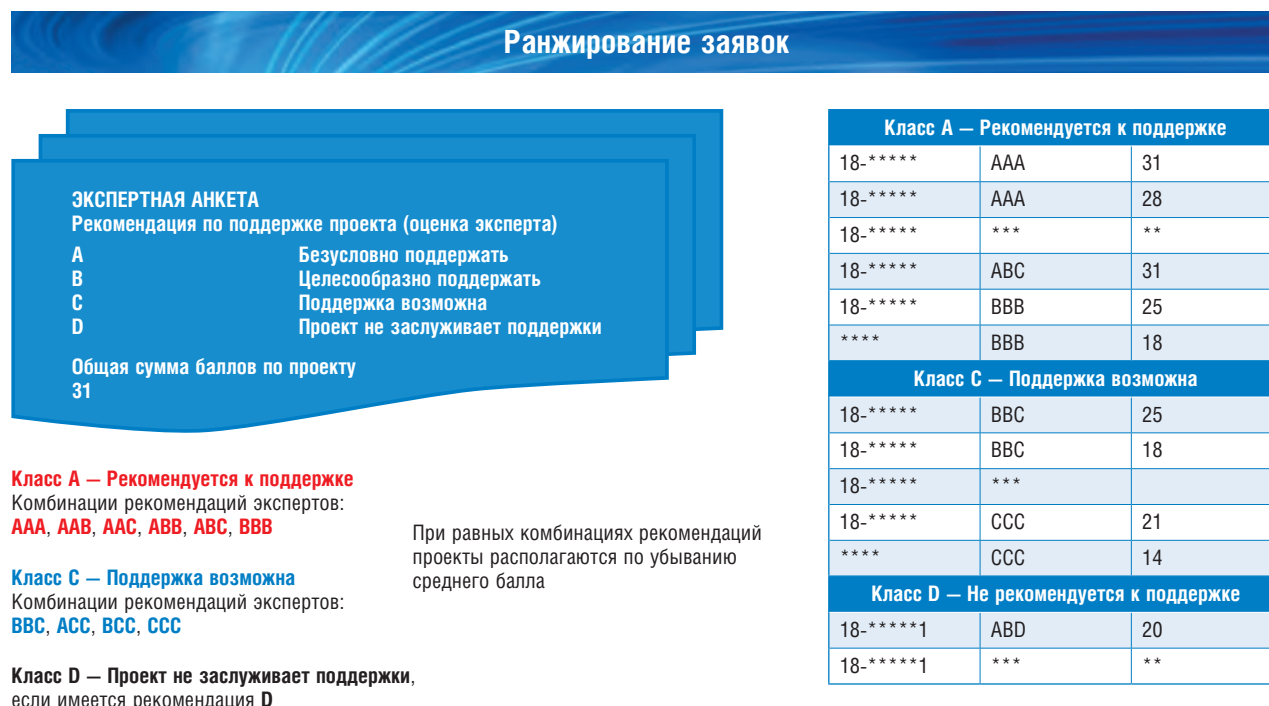 Ранжирование заявок
ЭКСПЕРТНАЯ АНКЕТА
Рекомендация по поддержке проекта (оценка эксперта)
A Безусловно поддержать
B Целесообразно поддержать
C Поддержка возможна
D Проект не заслуживает поддержки
Общая сумма баллов по проекту
31
Класс A — Рекомендуется к поддержке
Комбинации рекомендаций экспертов:
AAA, AAB, AAC, ABB, ABC, BBB
Класс C — Поддержка возможна
Комбинации рекомендаций экспертов:
BBC, ACC, BCC, CCC
Класс D — Проект не заслуживает поддержки,
если имеется рекомендация D
При равных комбинациях рекомендаций
проекты располагаются по убыванию
среднего балла
Класс A — Рекомендуется к поддержке
18-***** AAA 31
18-***** AAA 28
18-***** *** **
18-***** ABC 31
18-***** BBB 25
**** BBB 18
Класс C — Поддержка возможна
18-***** BBC 25
18-***** BBC 18
18-***** ***
18-***** CCC 21
**** CCC 14
Класс D — Не рекомендуется к поддержке
18-*****1 ABD 20
18-*****1 *** **